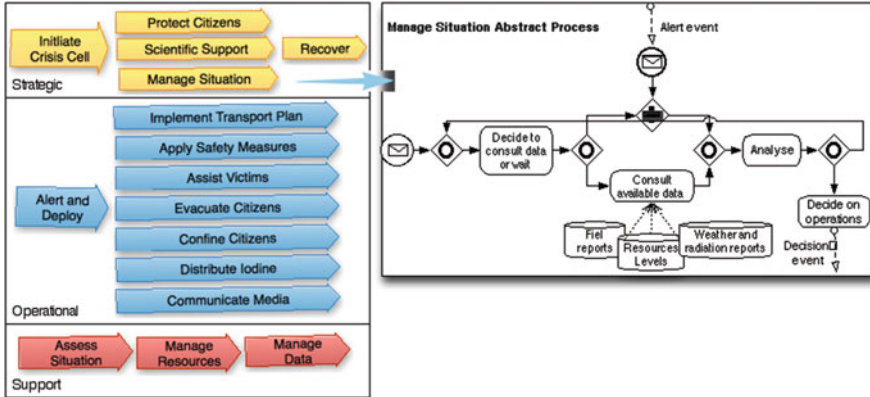 Initliate
Crisis Cell
Protect Citizens
Scientific Support
Manage Situation
Recover
Strategic
Implement Transport Plan
Apply Safety Measures
Assist Victims
Evacuate Citizens
Confine Citizens
Distribute Iodine
Communicate Media
Alert and
Deploy
Operational
Assess
Situation
Manage
Resources
Manage
Data
Support
Manage Situation Abstract Process
Alert event
Decide to
consult data
or wait
Consult
available data
Analyse
Decide on
operations
Fiel
reports
Resources
Levels
Weather and
radiation reports
Decision
event